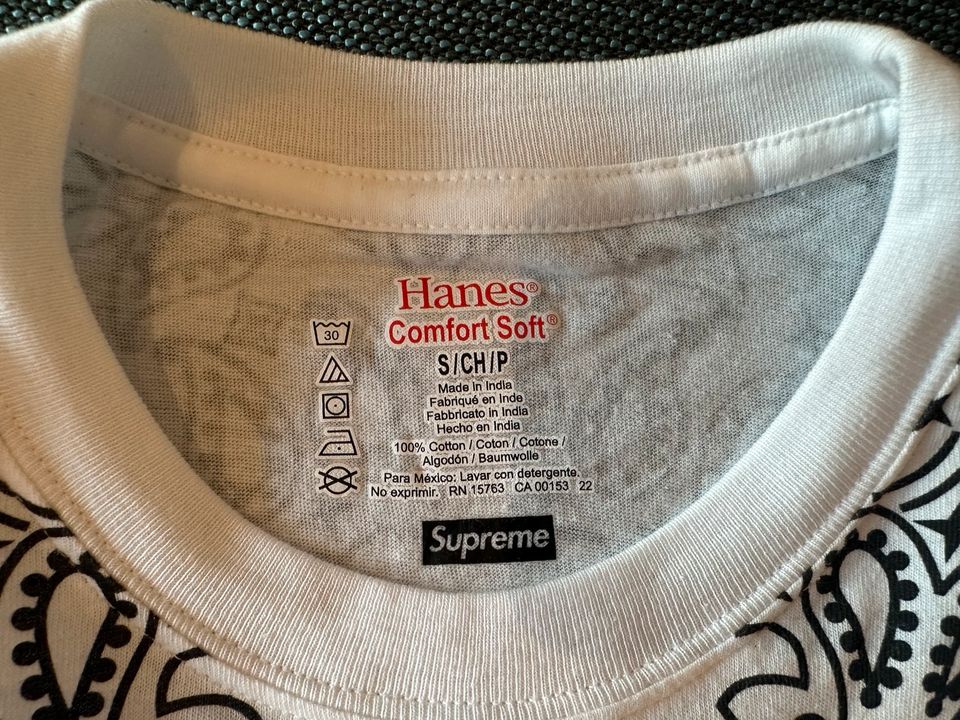 Hanes®
Comfort Soft®
30
S/CH/P
Made in India
Fabriqué en Inde
Fabbricato in India
Hecho en India
100% Cotton / Coton / Cotone /
Algodón / Baumwolle
Para México: Lavar con detergente.
No exprimir. RN 15763 CA 00153 22
Supreme